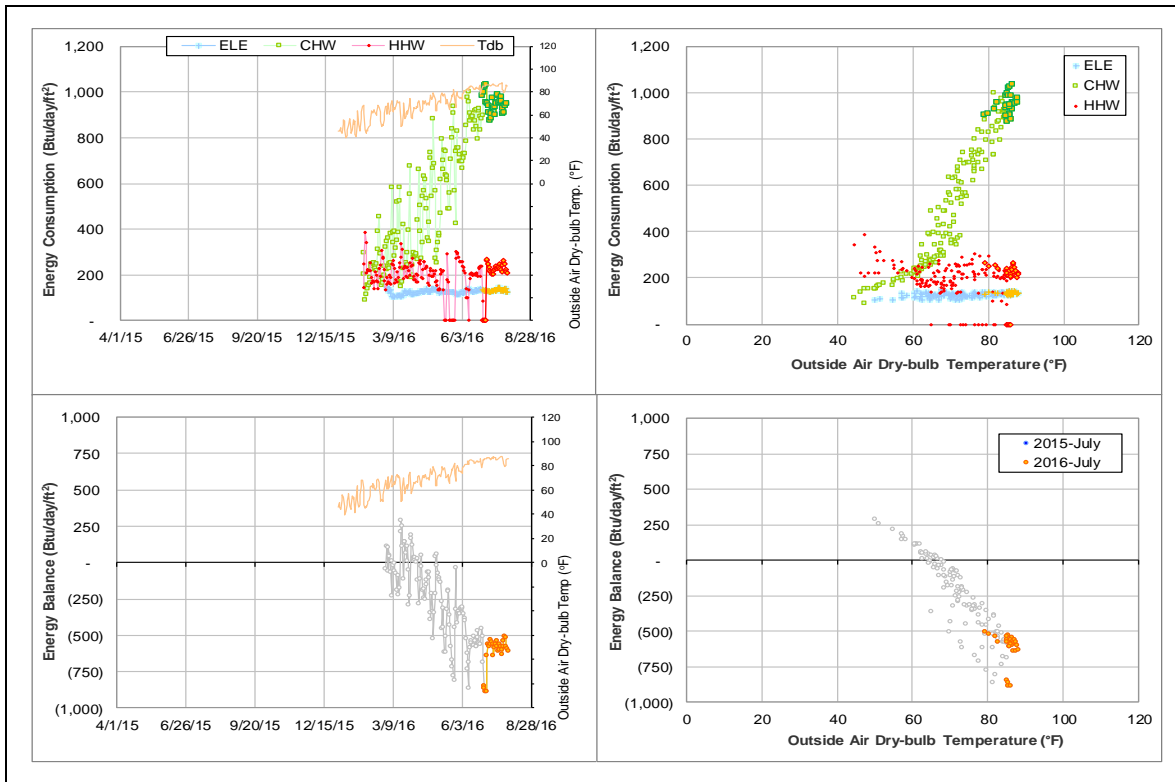 ELE CHW HHW Tdb
1,200
1,000
800
600
400
200
-
120
100
80
60
40
20
0
Energy Consumption (Btu/day/ft²)
Outside Air Dry-bulb Temp. (°F)
4/1/15 6/26/15 9/20/15 12/15/15 3/9/16 6/3/16 8/28/16
1,200
1,000
800
600
400
200
-
Energy Consumption (Btu/day/ft²)
ELE
CHW
HHW
0 20 40 60 80 100 120
Outside Air Dry-bulb Temperature (°F)
1,000
750
500
250
-
(250)
(500)
(750)
(1,000)
120
100
80
60
40
20
0
Energy Balance (Btu/day/ft²)
Outside Air Dry-bulb Temp (°F)
4/1/15 6/26/15 9/20/15 12/15/15 3/9/16 6/3/16 8/28/16
1,000
750
500
250
-
(250)
(500)
(750)
(1,000)
Energy Balance (Btu/day/ft²)
2015-July
2016-July
0 20 40 60 80 100 120
Outside Air Dry-bulb Temperature (°F)